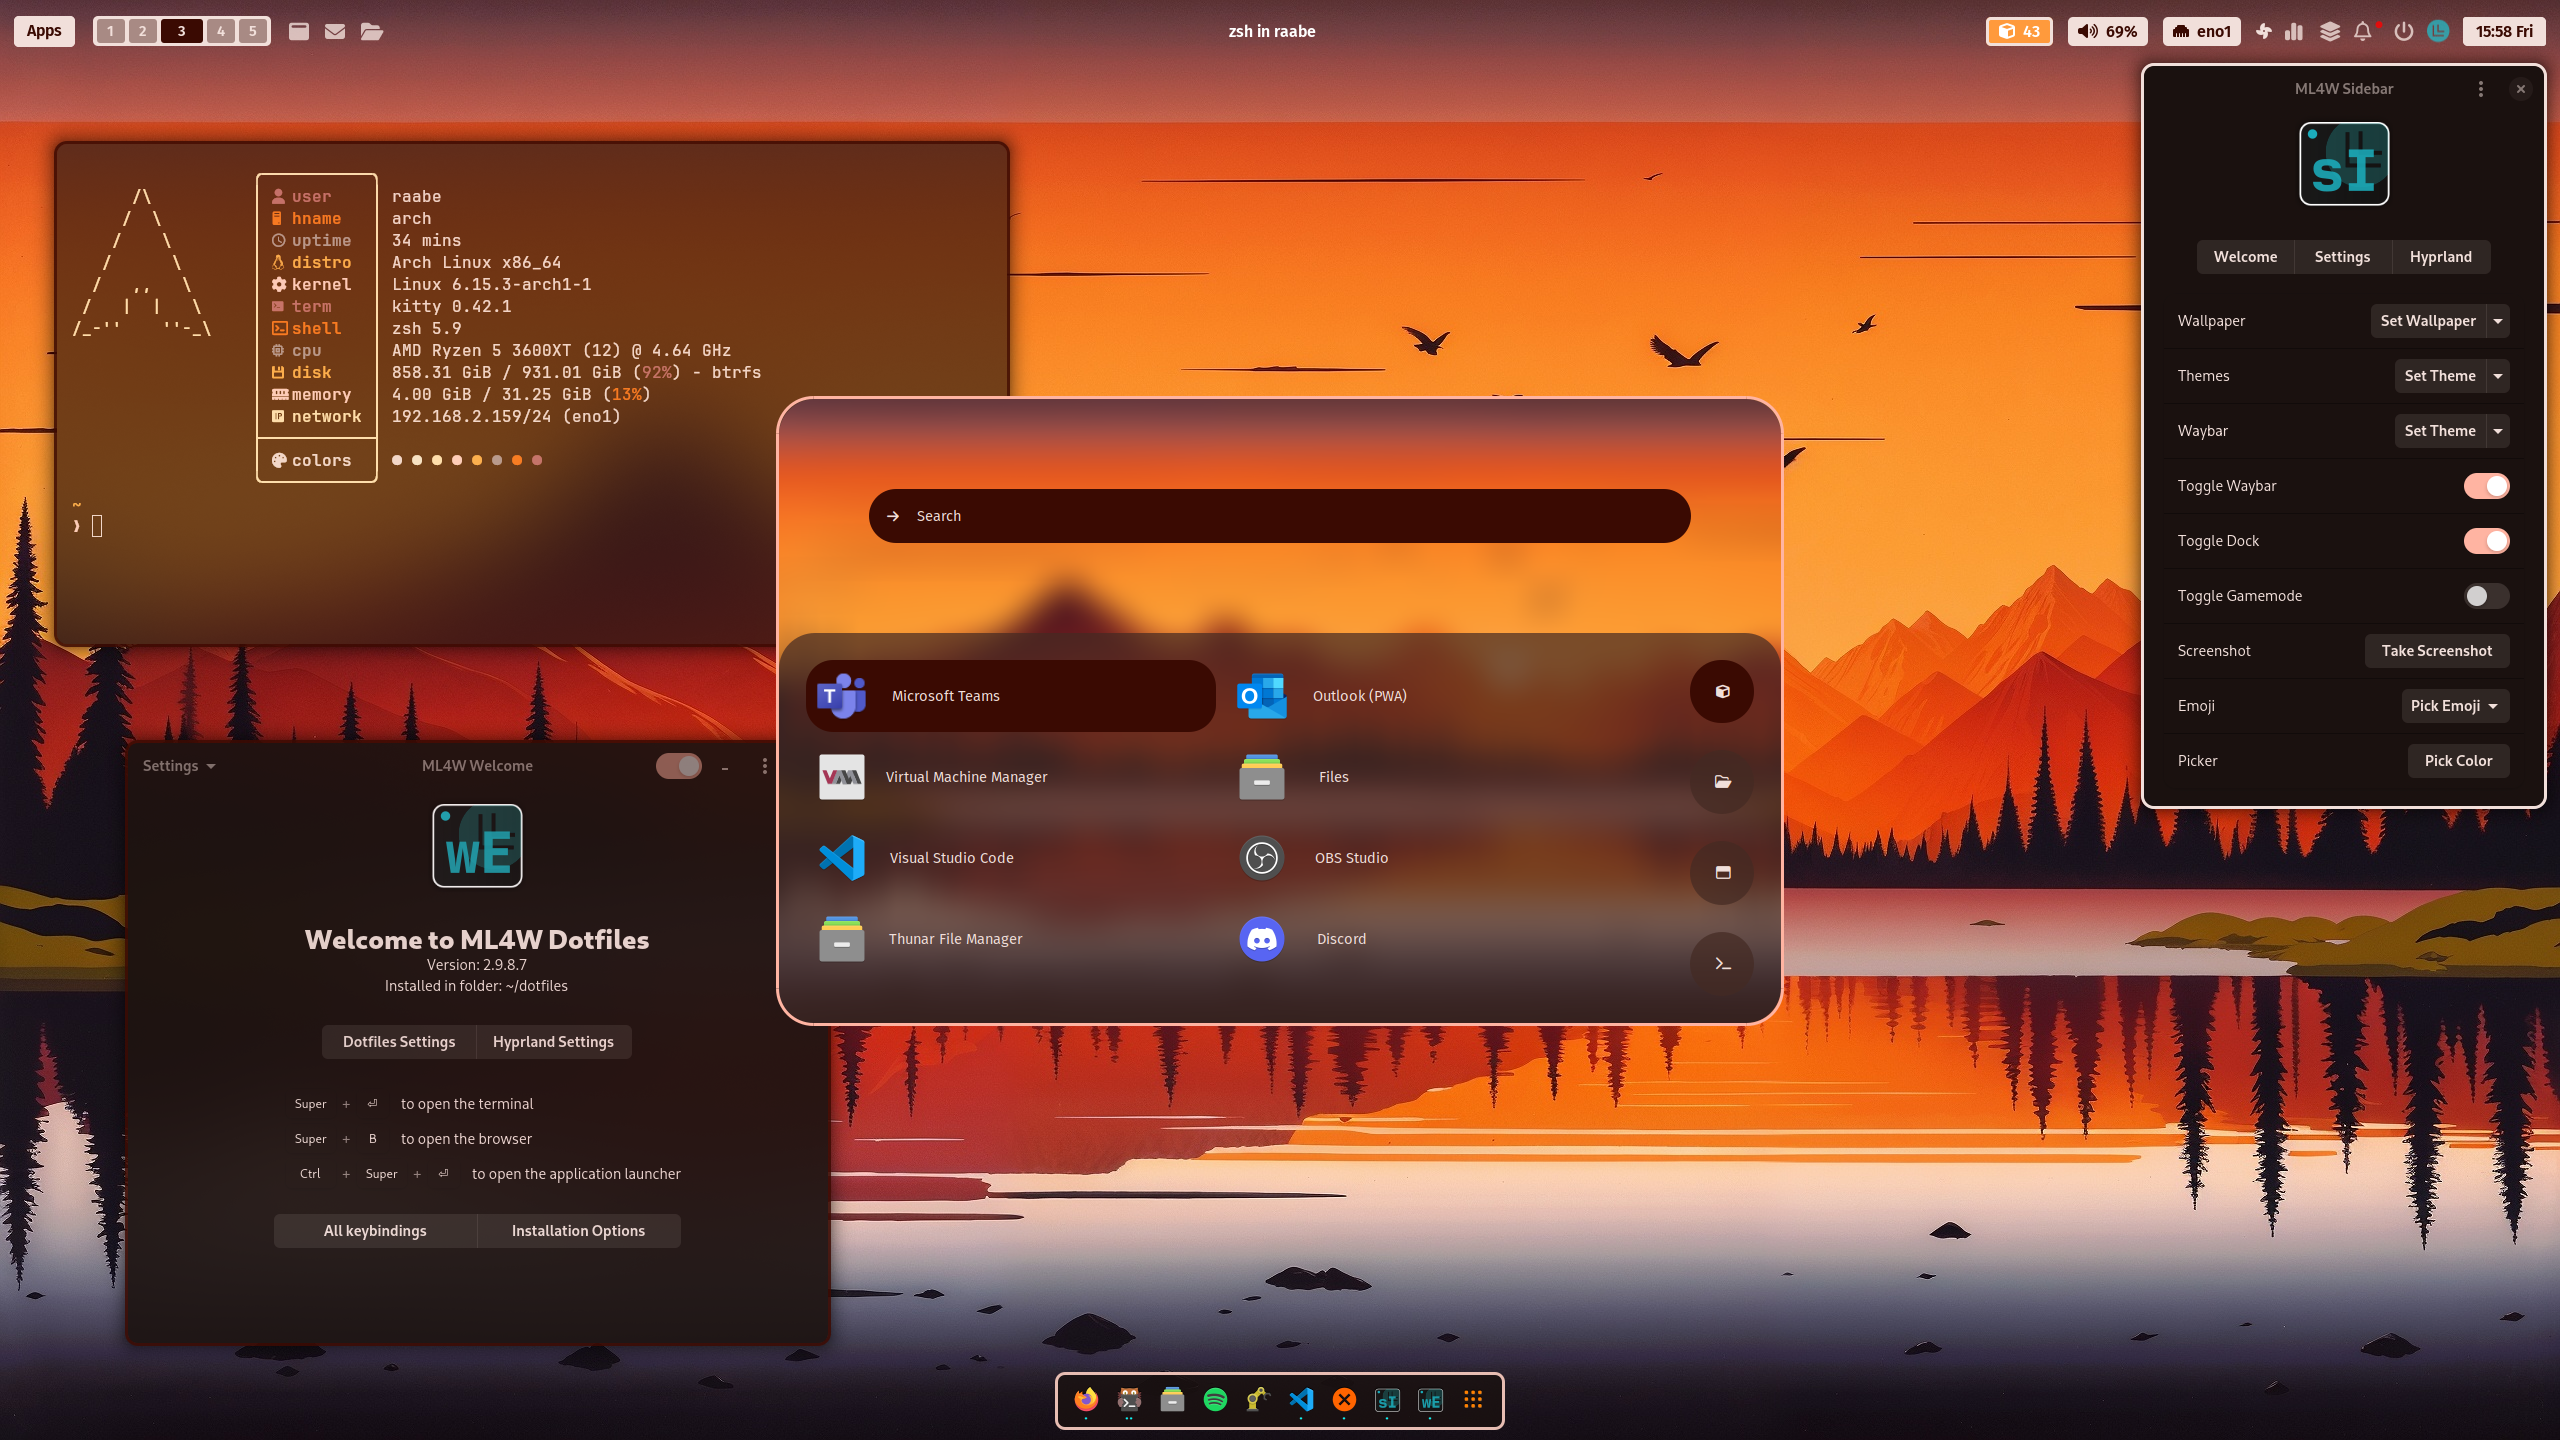 Apps 1 2 3 4 5 zsh in raabe 43 69% eno1 15:58 Fri
user raabe
hname arch
uptime 34 mins
distro Arch Linux x86_64
kernel Linux 6.15.3-arch1-1
term kitty 0.42.1
shell zsh 5.9
cpu AMD Ryzen 5 3600XT (12) @ 4.64 GHz
disk 858.31 GiB / 931.01 GiB (92%) - btrfs
memory 4.00 GiB / 31.25 GiB (13%)
network 192.168.2.159/24 (eno1)
colors
~
❯
Settings ML4W Welcome
WE
Welcome to ML4W Dotfiles
Version: 2.9.8.7
Installed in folder: ~/dotfiles
Dotfiles Settings Hyprland Settings
Super + ⏎ to open the terminal
Super + B to open the browser
Ctrl + Super + ⏎ to open the application launcher
All keybindings Installation Options
Search
Microsoft Teams Outlook (PWA)
Virtual Machine Manager Files
Visual Studio Code OBS Studio
Thunar File Manager Discord
ML4W Sidebar
sI
Welcome Settings Hyprland
Wallpaper Set Wallpaper
Themes Set Theme
Waybar Set Theme
Toggle Waybar
Toggle Dock
Toggle Gamemode
Screenshot Take Screenshot
Emoji Pick Emoji
Picker Pick Color
sI WE